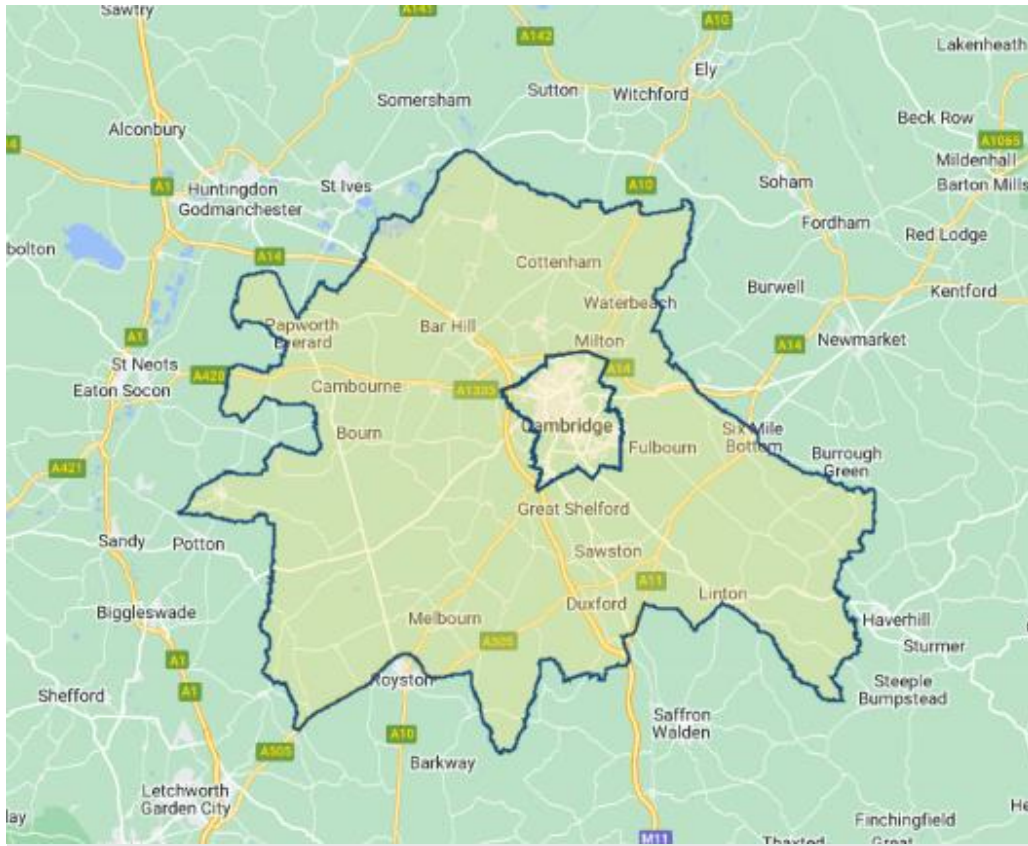 Sawtry
A141
A10
A142
Lakenheath
Ely
Sutton
Witchford
Somersham
Beck Row
Alconbury
A1065
Mildenhall
Barton Mills
A1
Huntingdon
St Ives
Godmanchester
A10
Soham
Fordham
Red Lodge
A14
Cottenham
Burwell
Kentford
Waterbeach
Papworth
Everard
Bar Hill
Milton
A14
Newmarket
A1
St Neots
A428
A14
Eaton Socon
Cambourne
A1303
Cambridge
Bourn
Fulbourn
Six Mile
Bottom
Burrough
Green
A421
Great Shelford
Sandy
Potton
Sawston
A11
Linton
Biggleswade
Melbourn
Duxford
Haverhill
A505
Sturmer
A1
Royston
Shefford
A1
Steeple
Bumpstead
Saffron
Walden
A505
A10
Barkway
Letchworth
Garden City
M11
Finchingfield
Great
Thaxted